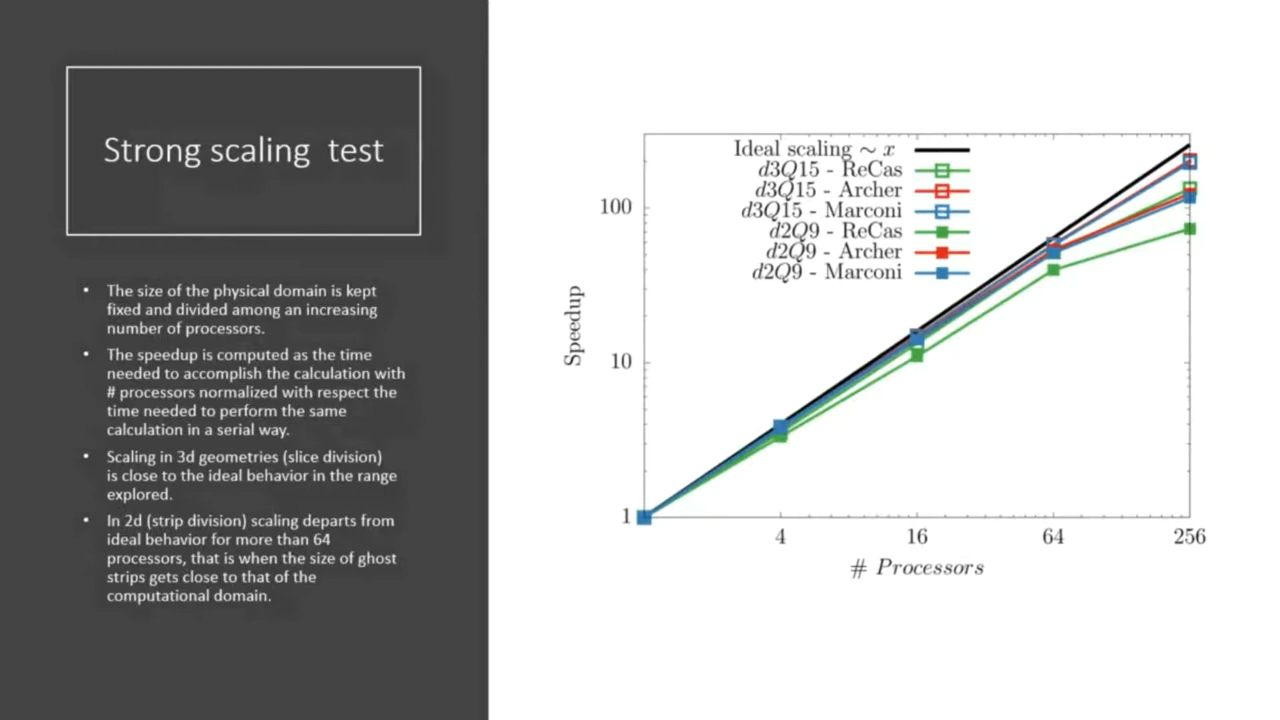 Strong scaling test
• The size of the physical domain is kept
fixed and divided among an increasing
number of processors.
• The speedup is computed as the time
needed to accomplish the calculation with
# processors normalized with respect the
time needed to perform the same
calculation in a serial way.
• Scaling in 3d geometries (slice division)
is close to the ideal behavior in the range
explored.
• In 2d (strip division) scaling departs from
ideal behavior for more than 64
processors, that is when the size of ghost
strips gets close to that of the
computational domain.
Ideal scaling ~ x
d3Q15 - ReCas
d3Q15 - Archer
d3Q15 - Marconi
d2Q9 - ReCas
d2Q9 - Archer
d2Q9 - Marconi
Speedup
100
10
1
4 16 64 256
# Processors